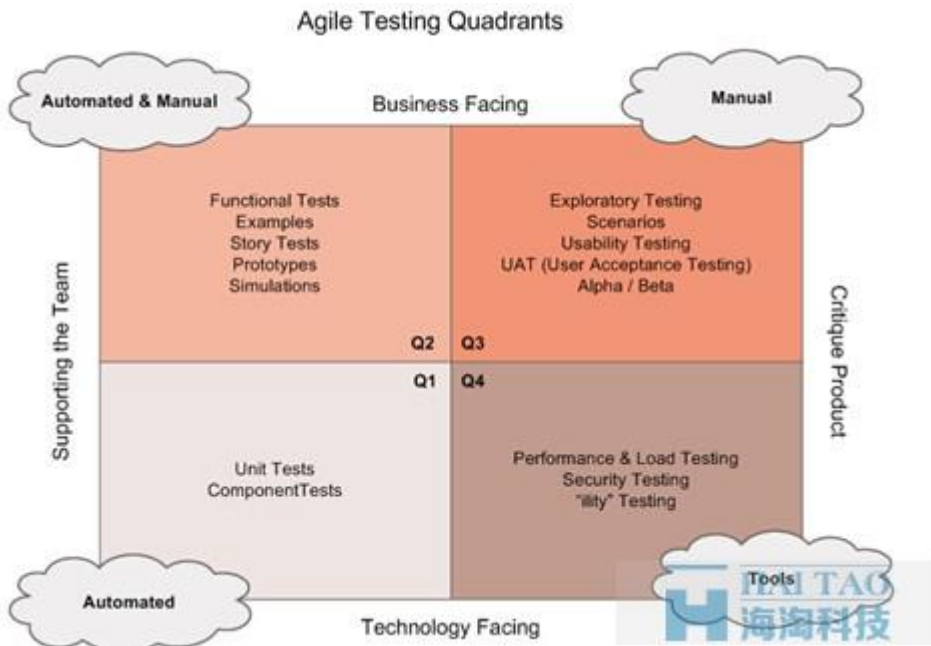 Agile Testing Quadrants
Automated & Manual
Business Facing
Manual
Functional Tests
Examples
Story Tests
Prototypes
Simulations
Exploratory Testing
Scenarios
Usability Testing
UAT (User Acceptance Testing)
Alpha / Beta
Supporting the Team
Critique Product
Q2
Q3
Q1
Q4
Unit Tests
ComponentTests
Performance & Load Testing
Security Testing
"ility" Testing
Automated
Tools
Technology Facing
HAI TAO
海淘科技